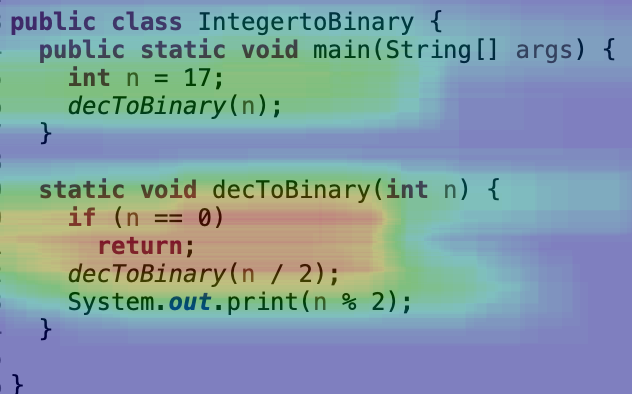 public class IntegertoBinary {
public static void main(String[] args) {
int n = 17;
decToBinary(n);
}
static void decToBinary(int n) {
if (n == 0)
return;
decToBinary(n / 2);
System.out.print(n % 2);
}
}